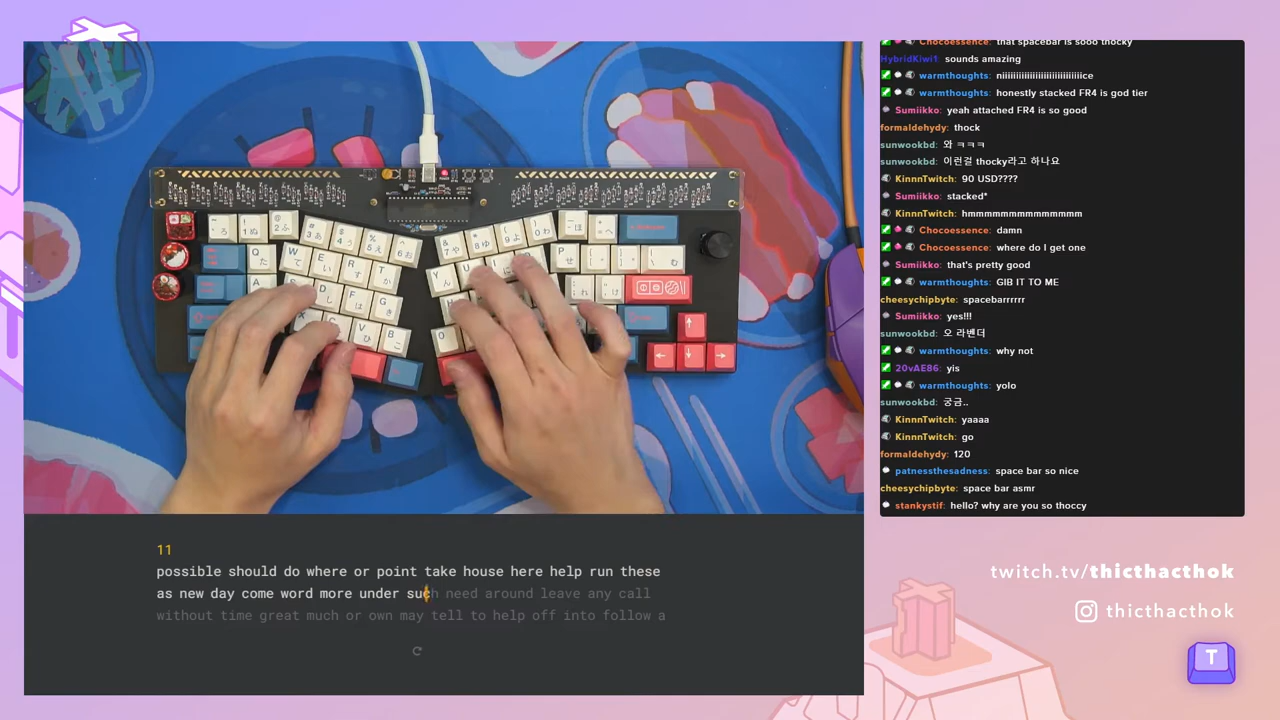 Chocoessence: that spacebar is sooo thocky
HybridKiwi1: sounds amazing
warmthoughts: niiiiiiiiiiiiiiiiiiiiiiiiiiice
warmthoughts: honestly stacked FR4 is god tier
Sumiikko: yeah attached FR4 is so good
formaldehydy: thock
sunwookbd: 와 ㅋㅋㅋ
sunwookbd: 이런걸 thocky라고 하나요
KinnnTwitch: 90 USD????
Sumiikko: stacked*
KinnnTwitch: hmmmmmmmmmmmmmm
Chocoessence: damn
Chocoessence: where do I get one
Sumiikko: that's pretty good
warmthoughts: GIB IT TO ME
cheesychipbyte: spacebarrrrrr
Sumiikko: yes!!!
sunwookbd: 오 라벤더
warmthoughts: why not
20vAE86: yis
warmthoughts: yolo
sunwookbd: 궁금..
KinnnTwitch: yaaaa
KinnnTwitch: go
formaldehydy: 120
patnessthesadness: space bar so nice
cheesychipbyte: space bar asmr
stankystif: hello? why are you so thoccy
11
possible should do where or point take house here help run these
as new day come word more under such need around leave any call
without time great much or own may tell to help off into follow a
twitch.tv/thicthacthok
thicthacthok
T